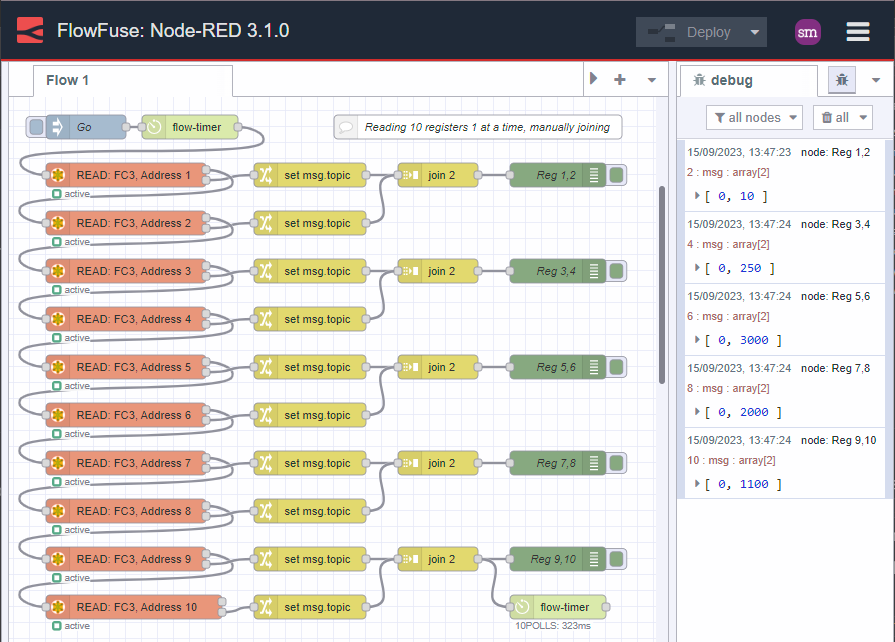 FlowFuse: Node-RED 3.1.0
Deploy
sm
Flow 1
debug
all nodes
all
Go
flow-timer
Reading 10 registers 1 at a time, manually joining
READ: FC3, Address 1
set msg.topic
join 2
Reg 1,2
active
READ: FC3, Address 2
set msg.topic
active
READ: FC3, Address 3
set msg.topic
join 2
Reg 3,4
active
READ: FC3, Address 4
set msg.topic
active
READ: FC3, Address 5
set msg.topic
join 2
Reg 5,6
active
READ: FC3, Address 6
set msg.topic
active
READ: FC3, Address 7
set msg.topic
join 2
Reg 7,8
active
READ: FC3, Address 8
set msg.topic
active
READ: FC3, Address 9
set msg.topic
join 2
Reg 9,10
active
READ: FC3, Address 10
set msg.topic
flow-timer
active
10POLLS: 323ms
15/09/2023, 13:47:23 node: Reg 1,2
2 : msg : array[2]
[ 0, 10 ]
15/09/2023, 13:47:24 node: Reg 3,4
4 : msg : array[2]
[ 0, 250 ]
15/09/2023, 13:47:24 node: Reg 5,6
6 : msg : array[2]
[ 0, 3000 ]
15/09/2023, 13:47:24 node: Reg 7,8
8 : msg : array[2]
[ 0, 2000 ]
15/09/2023, 13:47:24 node: Reg 9,10
10 : msg : array[2]
[ 0, 1100 ]